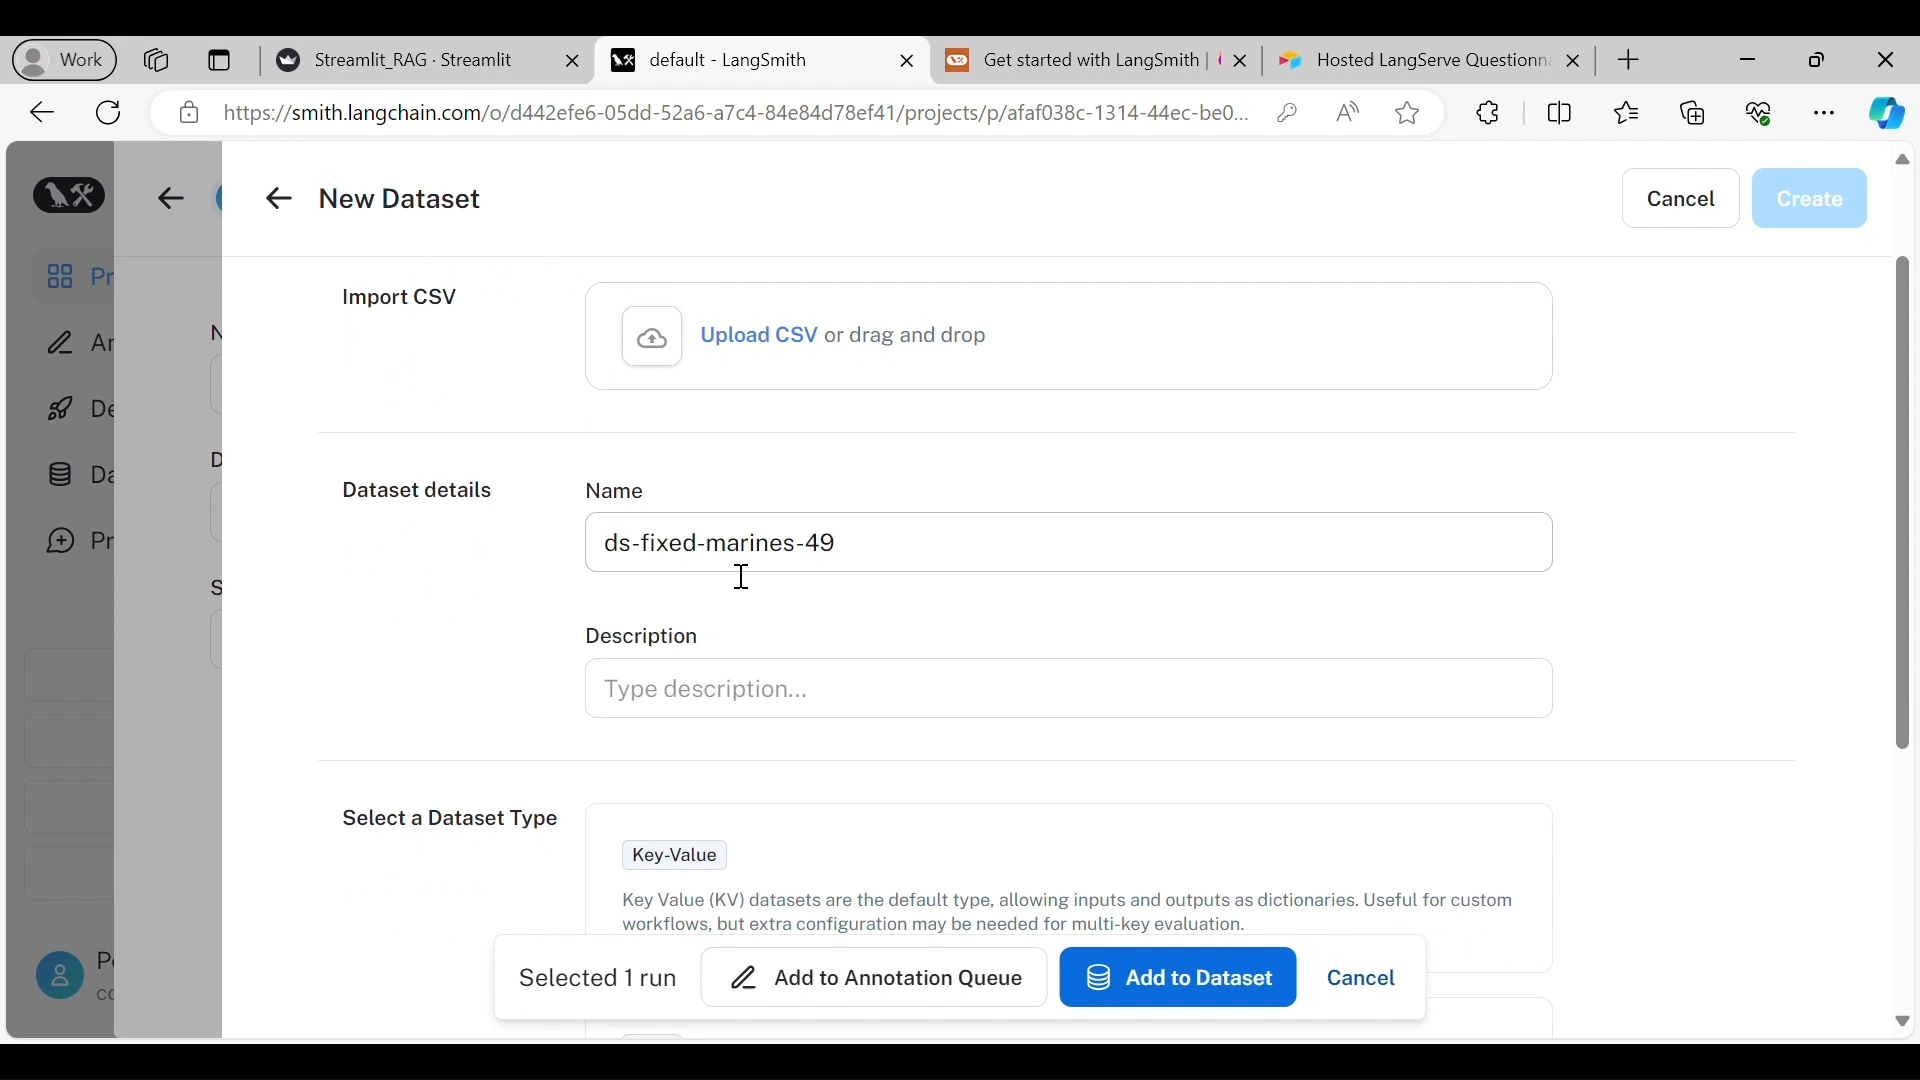 Work
Streamlit_RAG · Streamlit
default - LangSmith
Get started with LangSmith |
Hosted LangServe Questionn
https://smith.langchain.com/o/d442efe6-05dd-52a6-a7c4-84e84d78ef41/projects/p/afaf038c-1314-44ec-be0...
New Dataset
Cancel
Create
Pr
Import CSV
Upload CSV or drag and drop
N
An
De
D
Da
Dataset details
Name
ds-fixed-marines-49
Pr
S
Description
Type description...
Select a Dataset Type
Key-Value
Key Value (KV) datasets are the default type, allowing inputs and outputs as dictionaries. Useful for custom
workflows, but extra configuration may be needed for multi-key evaluation.
Selected 1 run
Add to Annotation Queue
Add to Dataset
Cancel